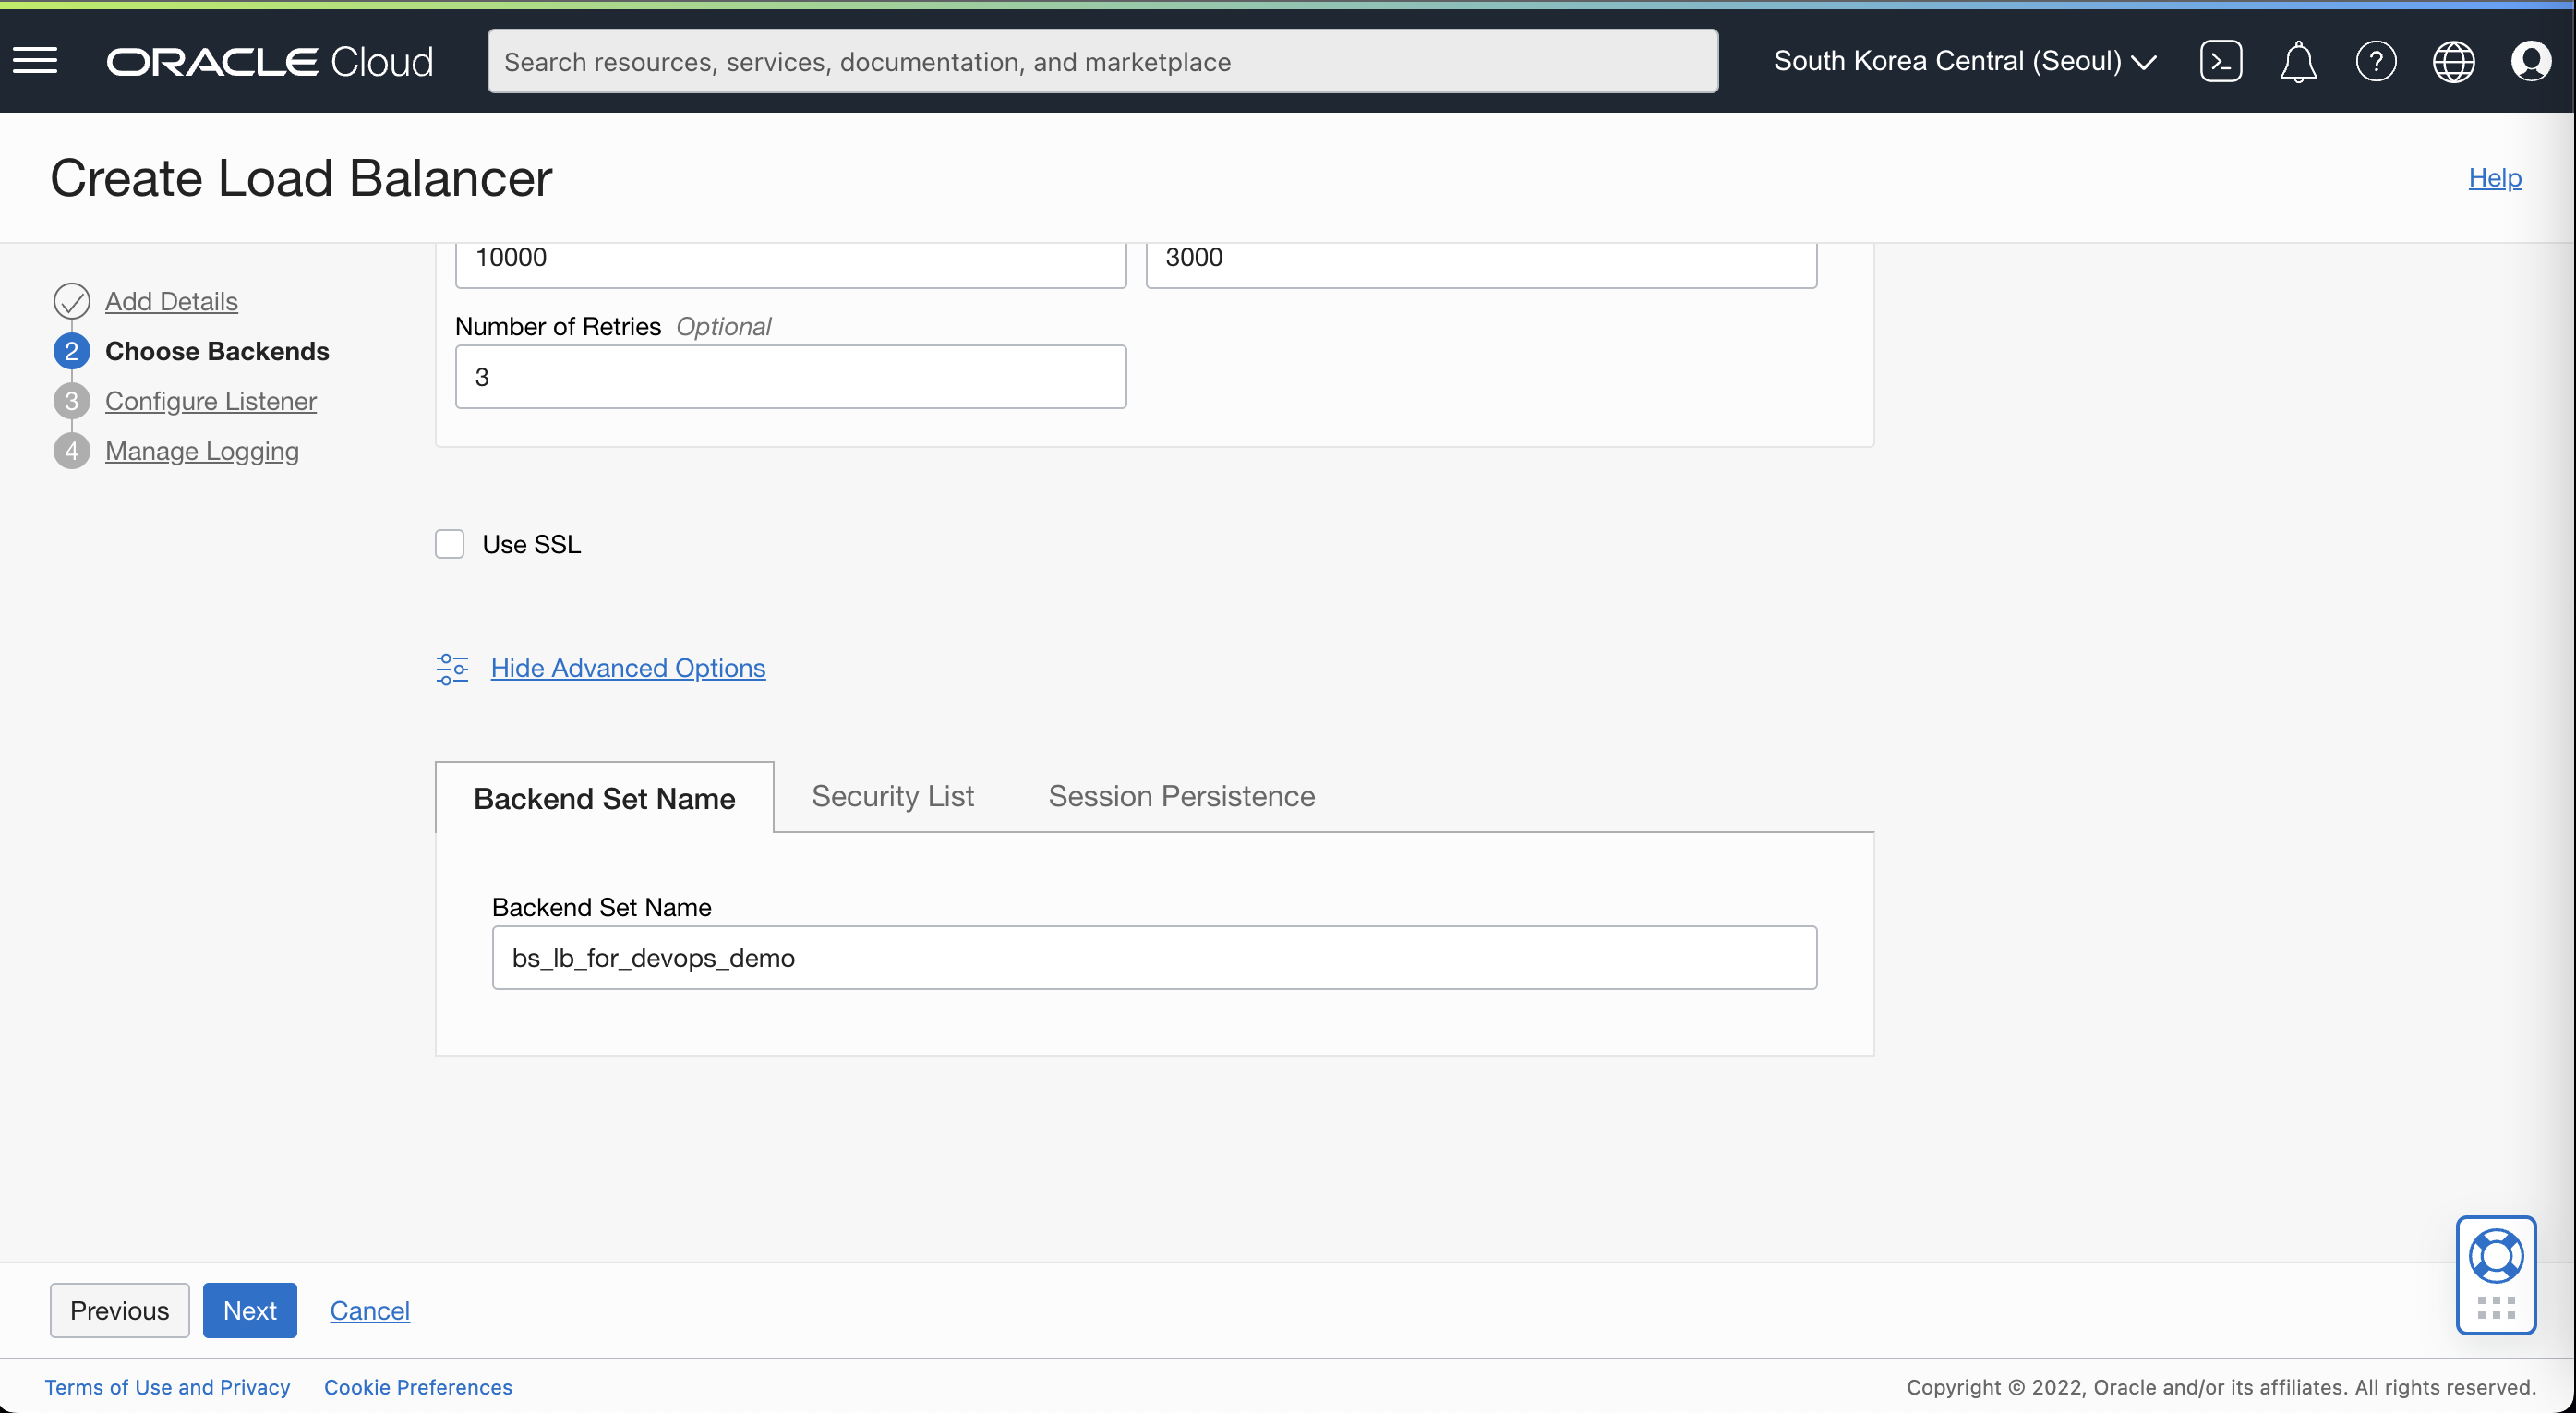 ORACLE Cloud
Search resources, services, documentation, and marketplace
South Korea Central (Seoul)
Create Load Balancer
Help
Add Details
2 Choose Backends
3 Configure Listener
4 Manage Logging
10000
3000
Number of Retries Optional
3
Use SSL
Hide Advanced Options
Backend Set Name
Security List
Session Persistence
Backend Set Name
bs_lb_for_devops_demo
Previous
Next
Cancel
Terms of Use and Privacy
Cookie Preferences
Copyright © 2022, Oracle and/or its affiliates. All rights reserved.